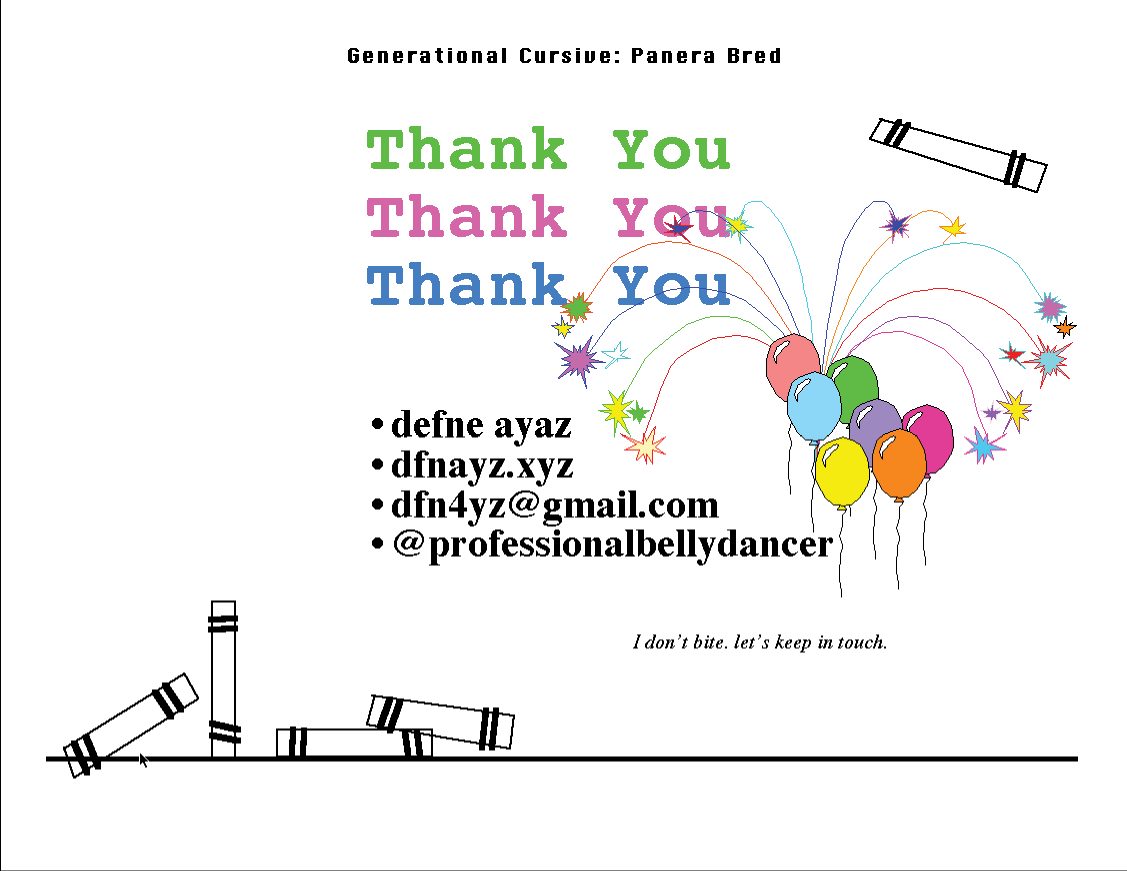 Generational Cursive: Panera Bred
Thank You
Thank You
Thank You
• defne ayaz
• dfnayz.xyz
• dfn4yz@gmail.com
• @professionalbellydancer
I don't bite. let's keep in touch.